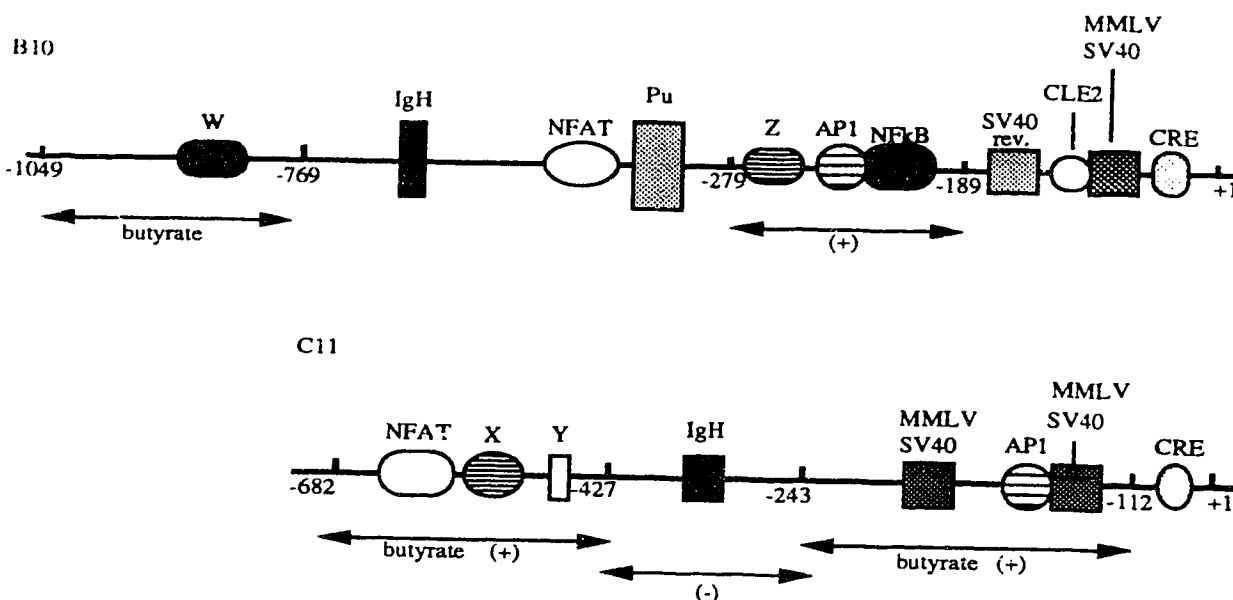 B10
MMLV
SV40
IgH
Pu
CLE2
W
NFAT
Z
AP1
NFkB
SV40
rev.
CRE
-1049
-769
-279
-189
+1
butyrate
(+)
C11
MMLV
SV40
NFAT
X
Y
IgH
MMLV
SV40
AP1
CRE
-682
-427
-243
-112
+1
butyrate (+)
butyrate (+)
(-)